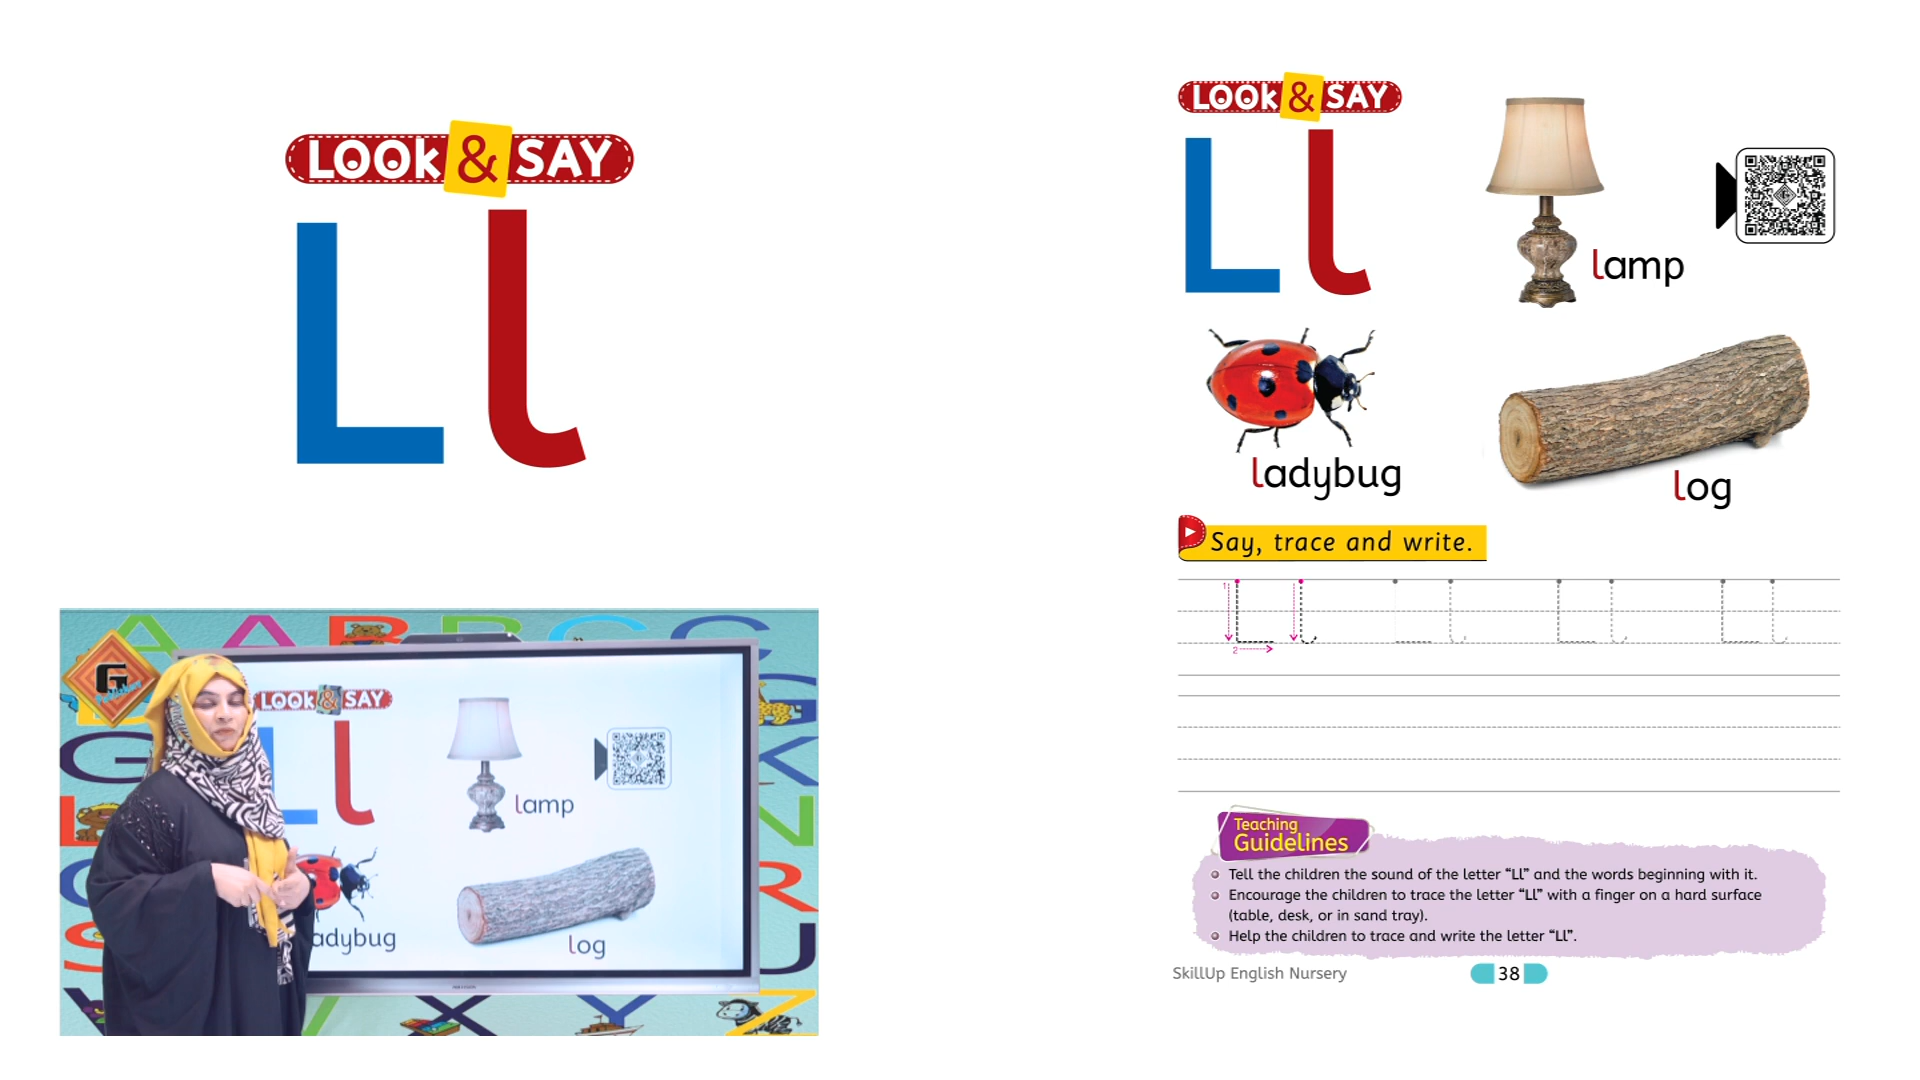 LOOk & SAY
L l
LOOk & SAY
L l
lamp
ladybug
log
Say, trace and write.
1
2
L l L l L l L l
Teaching
Guidelines
Tell the children the sound of the letter “Ll” and the words beginning with it.
Encourage the children to trace the letter “Ll” with a finger on a hard surface
(table, desk, or in sand tray).
Help the children to trace and write the letter “Ll”.
SkillUp English Nursery
38
A A B C C
G
G
LOOk & SAY
L l
lamp
adybug
log
G K
L N
R
S U
X Y Z
HIKVISION